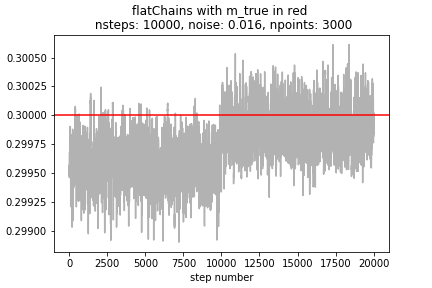 flatChains with m_true in red
nsteps: 10000, noise: 0.016, npoints: 3000
0.30050
0.30025
0.30000
0.29975
0.29950
0.29925
0.29900
0 2500 5000 7500 10000 12500 15000 17500 20000
step number